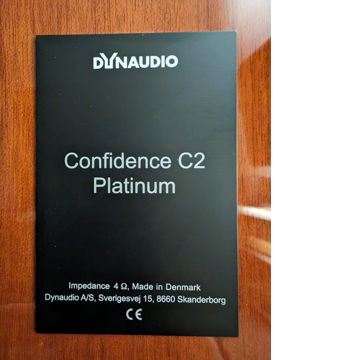 DYNAUDIO
Confidence C2
Platinum
Impedance 4 Ω, Made in Denmark
Dynaudio A/S, Sverigesvej 15, 8660 Skanderborg
CE